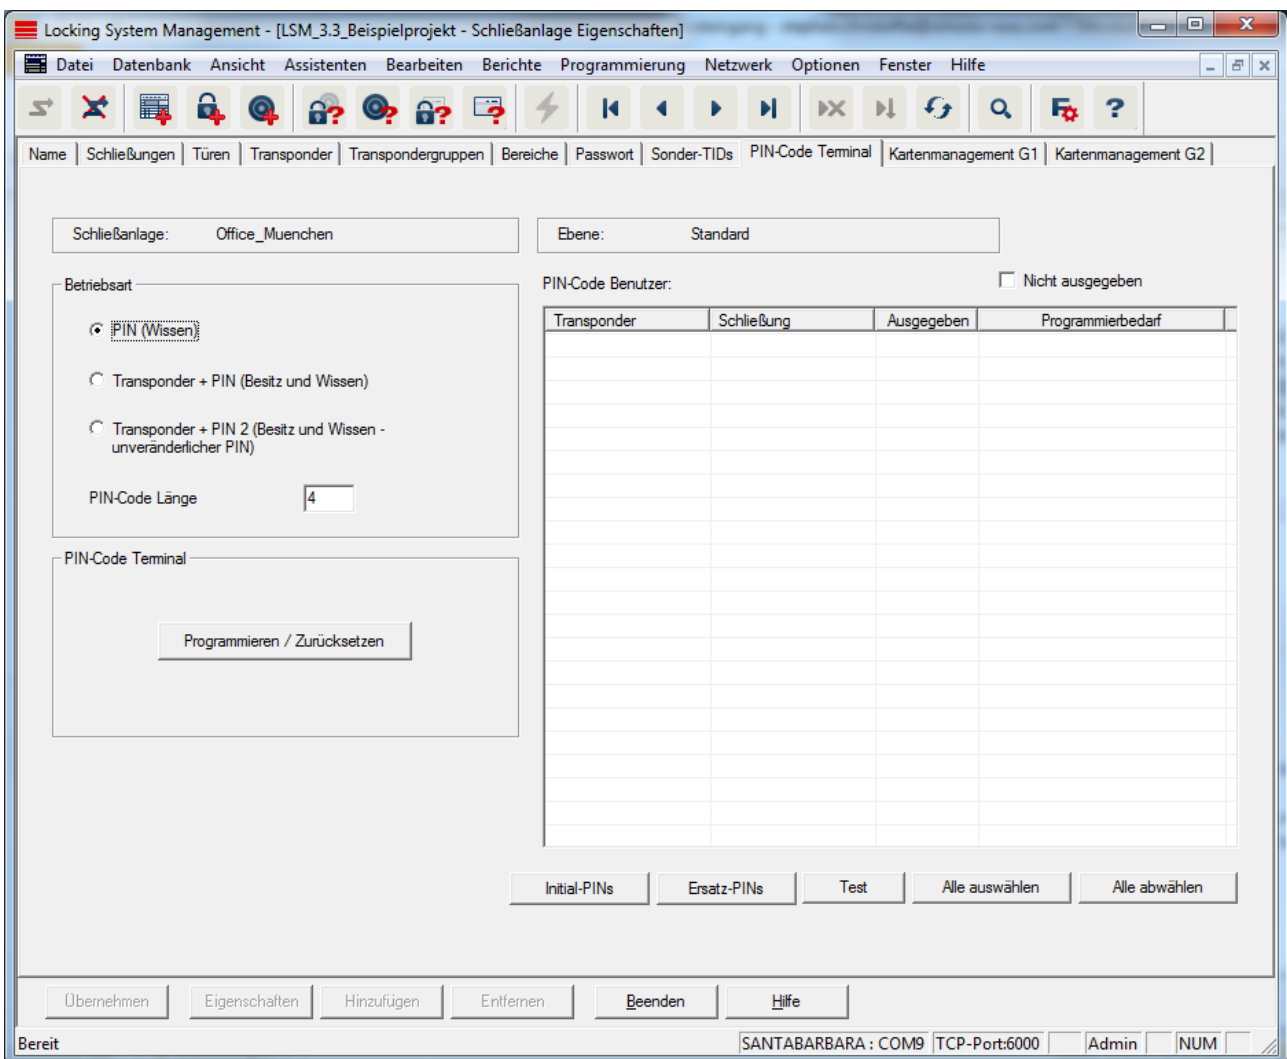 Locking System Management - [LSM_3.3_Beispielprojekt - Schließanlage Eigenschaften]
Datei Datenbank Ansicht Assistenten Bearbeiten Berichte Programmierung Netzwerk Optionen Fenster Hilfe
Name Schließungen Türen Transponder Transpondergruppen Bereiche Passwort Sonder-TIDs PIN-Code Terminal Kartenmanagement G1 Kartenmanagement G2
Schließanlage: Office_Muenchen
Ebene: Standard
Betriebsart
PIN (Wissen)
Transponder + PIN (Besitz und Wissen)
Transponder + PIN 2 (Besitz und Wissen -
unveränderlicher PIN)
PIN-Code Länge 4
PIN-Code Terminal
Programmieren / Zurücksetzen
PIN-Code Benutzer:
Nicht ausgegeben
Transponder Schließung Ausgegeben Programmierbedarf
Initial-PINs Ersatz-PINs Test Alle auswählen Alle abwählen
Übernehmen Eigenschaften Hinzufügen Entfernen Beenden Hilfe
Bereit SANTABARBARA : COM9 TCP-Port:6000 Admin NUM